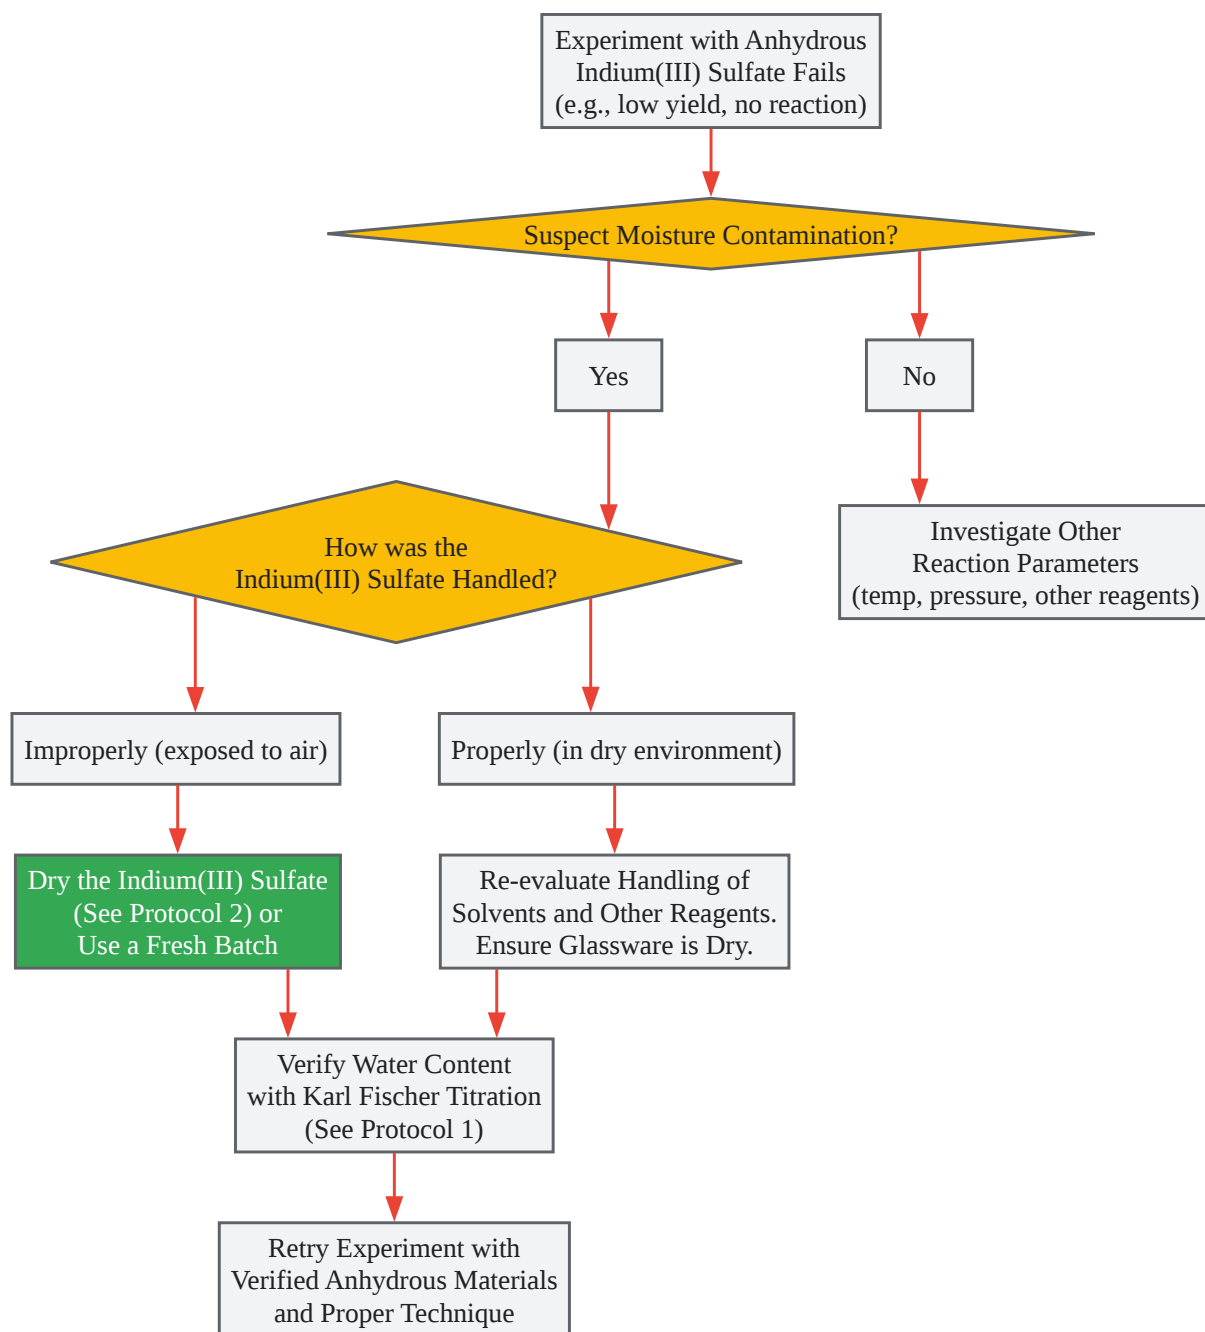 Experiment with Anhydrous
Indium(III) Sulfate Fails
(e.g., low yield, no reaction)
Suspect Moisture Contamination?
Yes
No
How was the
Indium(III) Sulfate Handled?
Investigate Other
Reaction Parameters
(temp, pressure, other reagents)
Improperly (exposed to air)
Properly (in dry environment)
Dry the Indium(III) Sulfate
(See Protocol 2) or
Use a Fresh Batch
Re-evaluate Handling of
Solvents and Other Reagents.
Ensure Glassware is Dry.
Verify Water Content
with Karl Fischer Titration
(See Protocol 1)
Retry Experiment with
Verified Anhydrous Materials
and Proper Technique